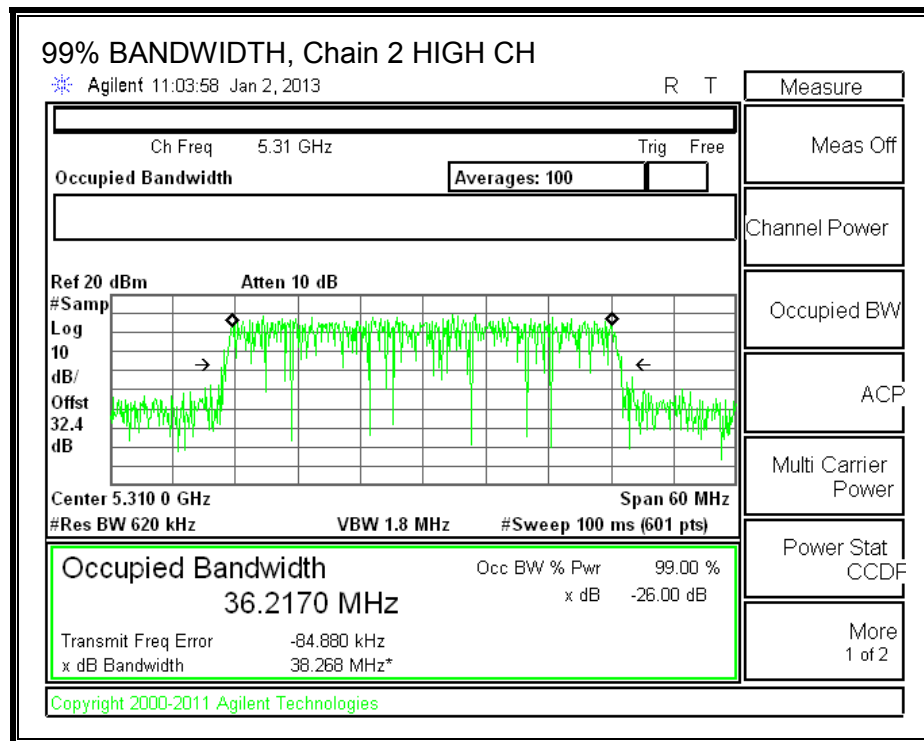 99% BANDWIDTH, Chain 2 HIGH CH
Agilent 11:03:58 Jan 2, 2013 R T
Measure
Ch Freq 5.31 GHz Trig Free
Occupied Bandwidth Averages: 100
Ref 20 dBm Atten 10 dB
#Samp
Log
10
dB/
Offst
32.4
dB
Center 5.310 0 GHz Span 60 MHz
#Res BW 620 kHz VBW 1.8 MHz #Sweep 100 ms (601 pts)
Occupied Bandwidth Occ BW % Pwr 99.00 %
36.2170 MHz x dB -26.00 dB
Transmit Freq Error -84.880 kHz
x dB Bandwidth 38.268 MHz*
Copyright 2000-2011 Agilent Technologies
Meas Off
Channel Power
Occupied BW
ACP
Multi Carrier
Power
Power Stat
CCDF
More
1 of 2